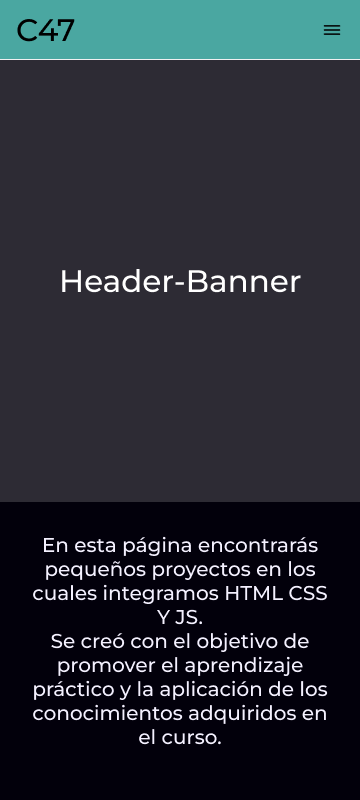 C47
Header-Banner
En esta página encontrarás
pequeños proyectos en los
cuales integramos HTML CSS
Y JS.
Se creó con el objetivo de
promover el aprendizaje
práctico y la aplicación de los
conocimientos adquiridos en
el curso.